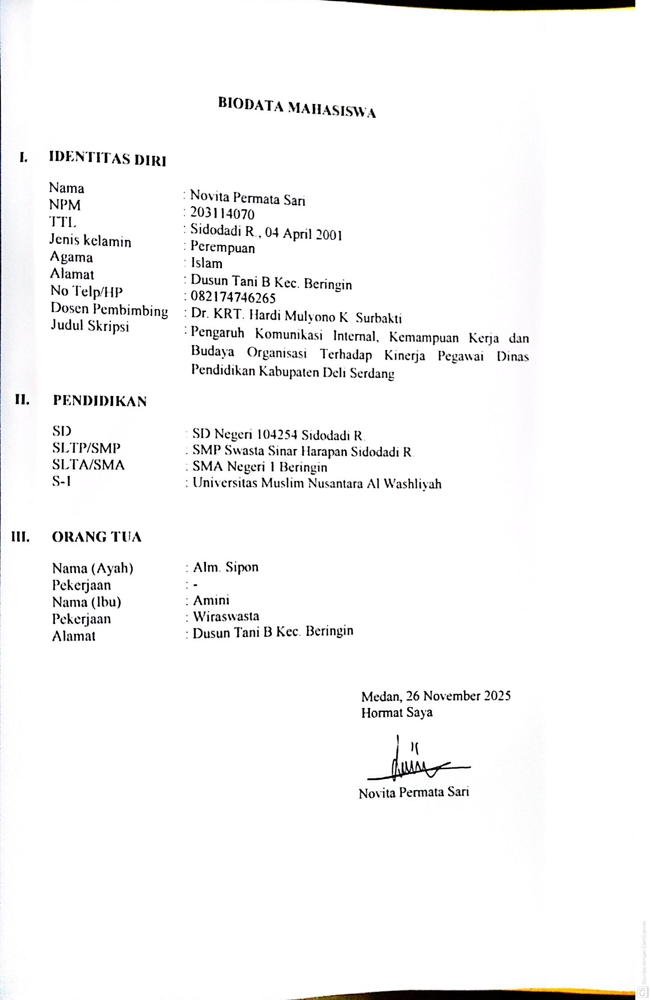 BIODATA MAHASISWA
I. IDENTITAS DIRI
Nama : Novita Permata Sari
NPM : 203114070
TTL : Sidodadi R., 04 April 2001
Jenis kelamin : Perempuan
Agama : Islam
Alamat : Dusun Tani B Kec. Beringin
No Telp/HP : 082174746265
Dosen Pembimbing : Dr. KRT. Hardi Mulyono K. Surbakti
Judul Skripsi : Pengaruh Komunikasi Internal, Kemampuan Kerja dan
Budaya Organisasi Terhadap Kinerja Pegawai Dinas
Pendidikan Kabupaten Deli Serdang
II. PENDIDIKAN
SD : SD Negeri 104254 Sidodadi R.
SLTP/SMP : SMP Swasta Sinar Harapan Sidodadi R.
SLTA/SMA : SMA Negeri 1 Beringin
S-1 : Universitas Muslim Nusantara Al Washliyah
III. ORANG TUA
Nama (Ayah) : Alm. Sipon
Pekerjaan : -
Nama (Ibu) : Amini
Pekerjaan : Wiraswasta
Alamat : Dusun Tani B Kec. Beringin
Medan, 26 November 2025
Hormat Saya
Novita Permata Sari
CS Dipindai dengan CamScanner